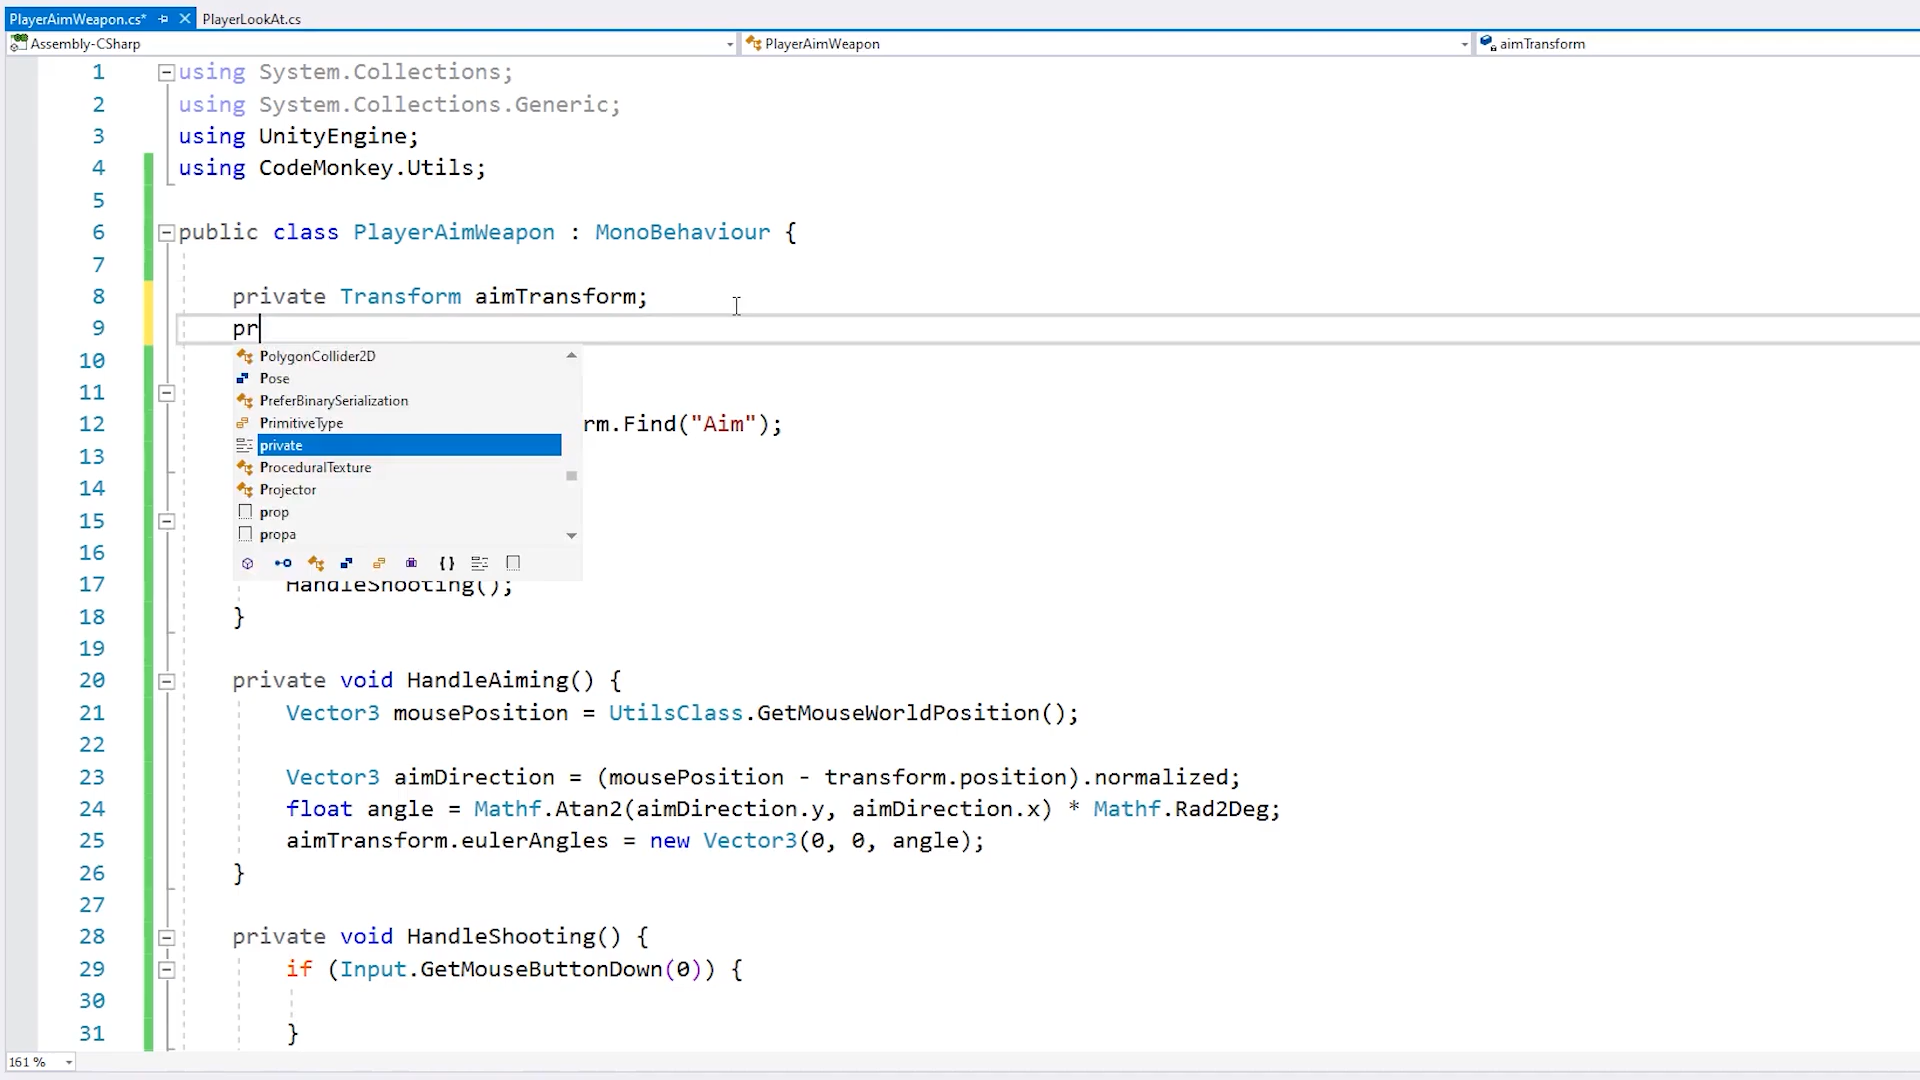 PlayerAimWeapon.cs* PlayerLookAt.cs
Assembly-CSharp PlayerAimWeapon aimTransform
1 using System.Collections;
2 using System.Collections.Generic;
3 using UnityEngine;
4 using CodeMonkey.Utils;
5
6 public class PlayerAimWeapon : MonoBehaviour {
7
8 private Transform aimTransform;
9 pr
PolygonCollider2D
10
Pose
11
PreferBinarySerialization
12 PrimitiveType rm.Find("Aim");
private
13
ProceduralTexture
14
Projector
15
prop
propa
16
17 HandleShooting();
18 }
19
20 private void HandleAiming() {
21 Vector3 mousePosition = UtilsClass.GetMouseWorldPosition();
22
23 Vector3 aimDirection = (mousePosition - transform.position).normalized;
24 float angle = Mathf.Atan2(aimDirection.y, aimDirection.x) * Mathf.Rad2Deg;
25 aimTransform.eulerAngles = new Vector3(0, 0, angle);
26 }
27
28 private void HandleShooting() {
29 if (Input.GetMouseButtonDown(0)) {
30
31 }
161 %